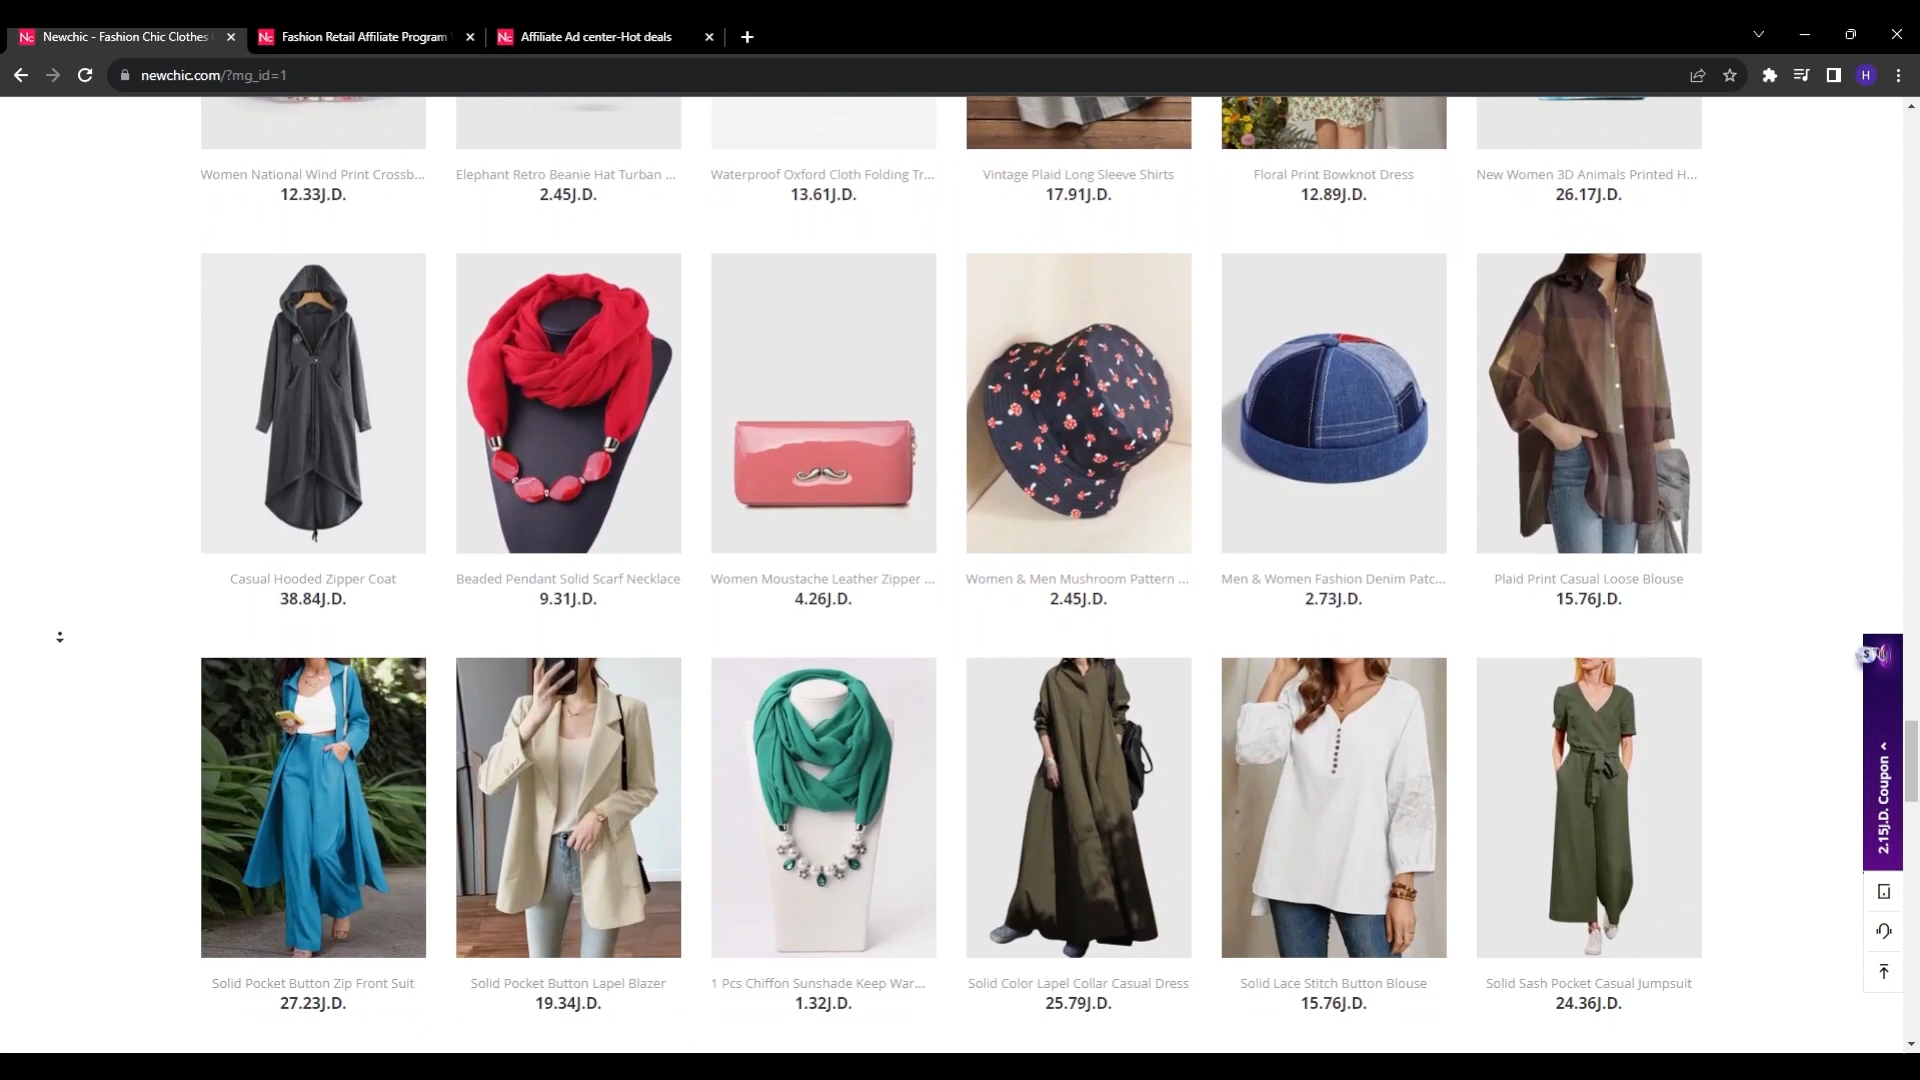 Newchic - Fashion Chic Clothes
Fashion Retail Affiliate Program
Affiliate Ad center-Hot deals
newchic.com/?mg_id=1
H
Women National Wind Print Crossb...
Elephant Retro Beanie Hat Turban ...
Waterproof Oxford Cloth Folding Tr...
Vintage Plaid Long Sleeve Shirts
Floral Print Bowknot Dress
New Women 3D Animals Printed H...
12.33J.D.
2.45J.D.
13.61J.D.
17.91J.D.
12.89J.D.
26.17J.D.
Casual Hooded Zipper Coat
Beaded Pendant Solid Scarf Necklace
Women Moustache Leather Zipper ...
Women & Men Mushroom Pattern ...
Men & Women Fashion Denim Patc...
Plaid Print Casual Loose Blouse
38.84J.D.
9.31J.D.
4.26J.D.
2.45J.D.
2.73J.D.
15.76J.D.
2.15J.D. Coupon
Solid Pocket Button Zip Front Suit
Solid Pocket Button Lapel Blazer
1 Pcs Chiffon Sunshade Keep War...
Solid Color Lapel Collar Casual Dress
Solid Lace Stitch Button Blouse
Solid Sash Pocket Casual Jumpsuit
27.23J.D.
19.34J.D.
1.32J.D.
25.79J.D.
15.76J.D.
24.36J.D.